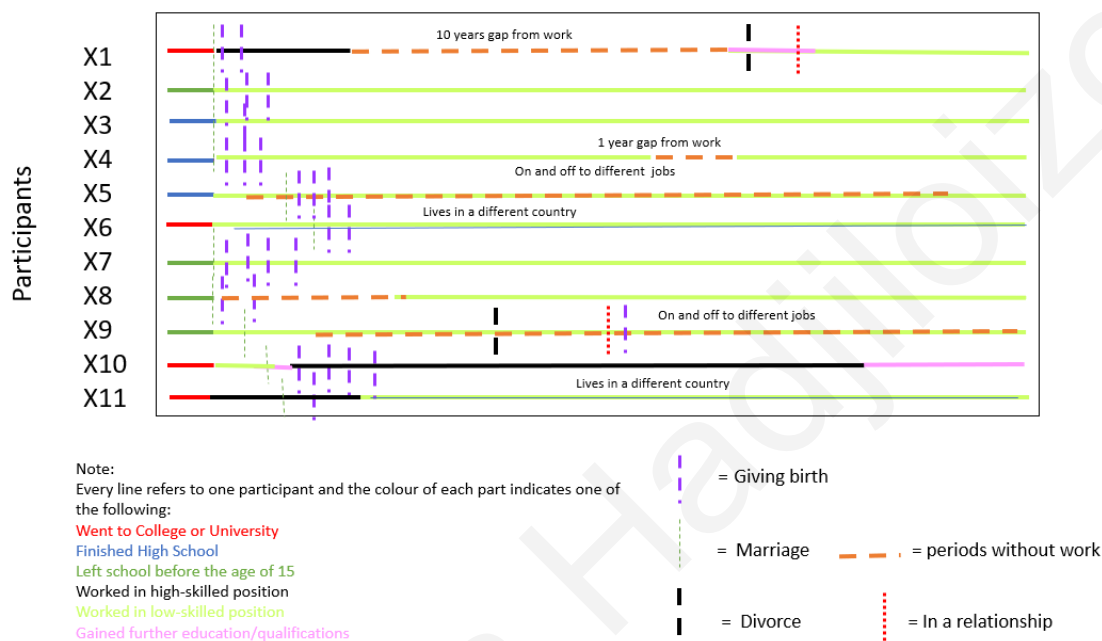 10 years gap from work
X1
X2
X3
1 year gap from work
X4
On and off to different jobs
X5
Lives in a different country
X6
X7
X8
On and off to different jobs
X9
X10
Lives in a different country
X11
Participants
Note:
Every line refers to one participant and the colour of each part indicates one of
the following:
Went to College or University
Finished High School
Left school before the age of 15
Worked in high-skilled position
Worked in low-skilled position
Gained further education/qualifications
= Giving birth
= Marriage
= periods without work
= Divorce
= In a relationship
Hadjiloizo